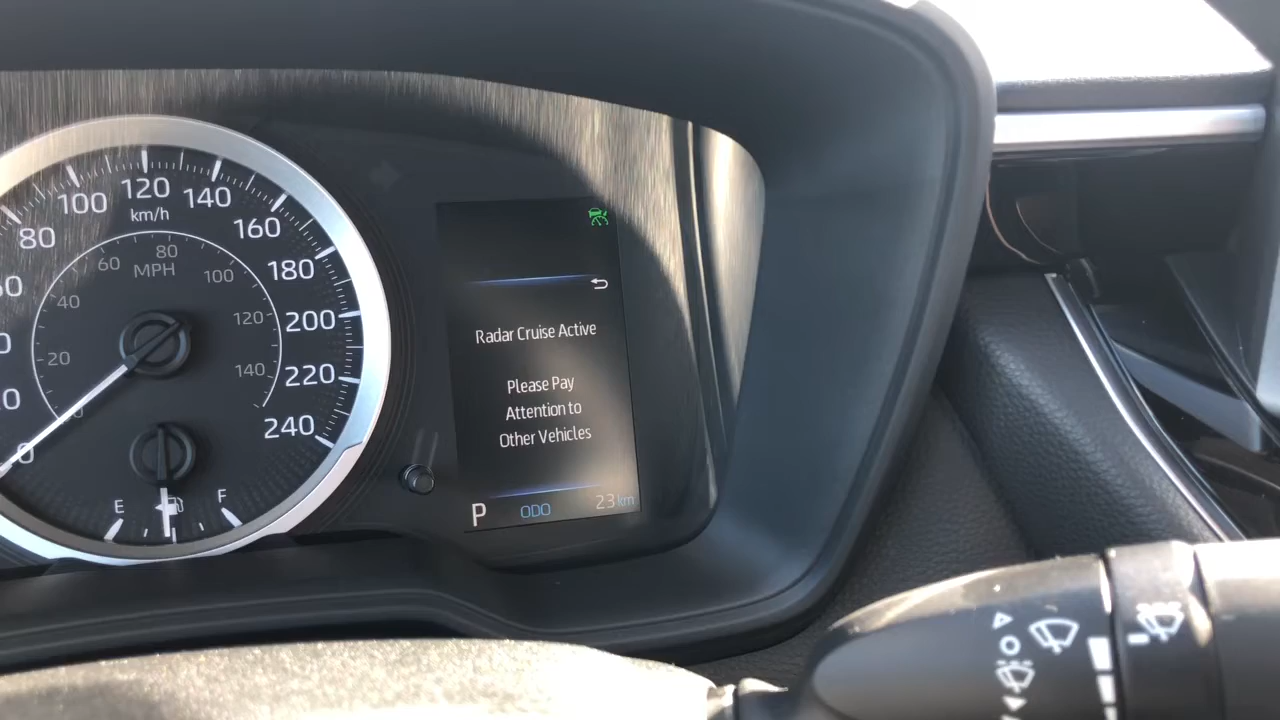 100
120
140
km/h
80
160
80
60
MPH
100
180
40
120
200
20
140
220
240
0
E
F
Radar Cruise Active
Please Pay
Attention to
Other Vehicles
P
ODO
23 km